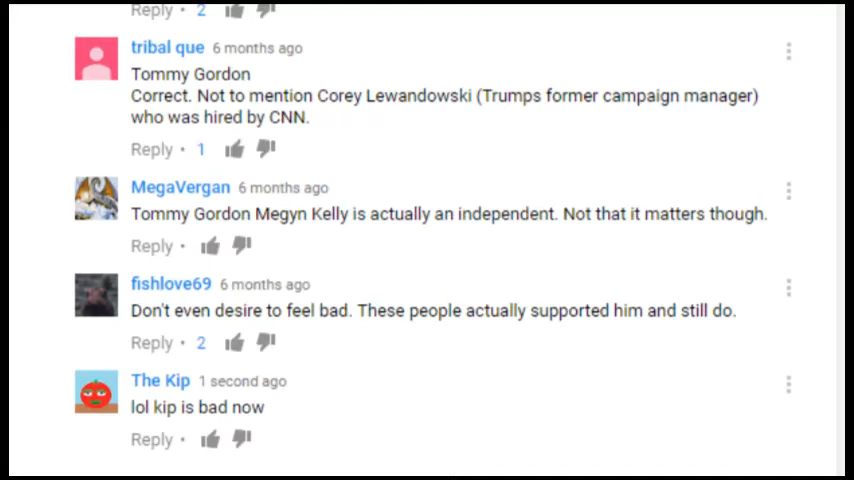 Reply • 2
tribal que 6 months ago
Tommy Gordon
Correct. Not to mention Corey Lewandowski (Trumps former campaign manager)
who was hired by CNN.
Reply • 1
MegaVergan 6 months ago
Tommy Gordon Megyn Kelly is actually an independent. Not that it matters though.
Reply •
fishlove69 6 months ago
Don't even desire to feel bad. These people actually supported him and still do.
Reply • 2
The Kip 1 second ago
lol kip is bad now
Reply •